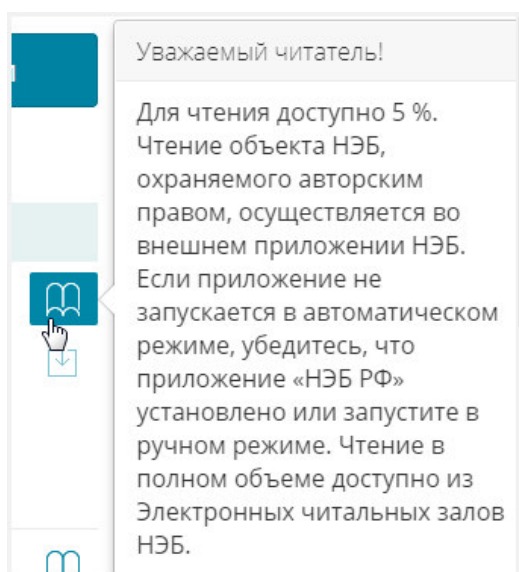 Уважаемый читатель!
Для чтения доступно 5 %.
Чтение объекта НЭБ,
охраняемого авторским
правом, осуществляется во
внешнем приложении НЭБ.
Если приложение не
запускается в автоматическом
режиме, убедитесь, что
приложение «НЭБ РФ»
установлено или запустите в
ручном режиме. Чтение в
полном объеме доступно из
Электронных читальных залов
НЭБ.